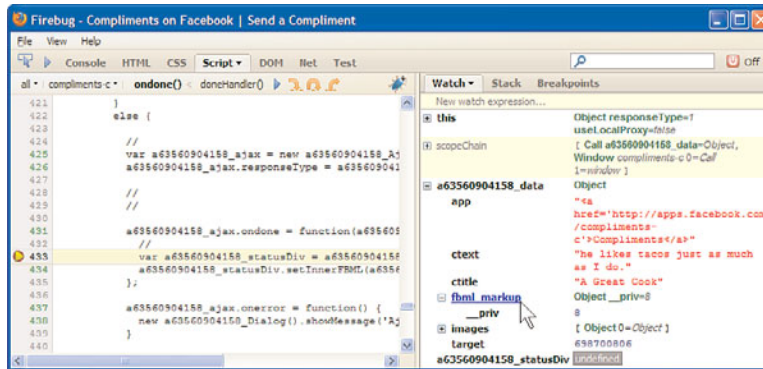 Firebug - Compliments on Facebook | Send a Compliment
File View Help
Console HTML CSS Script DOM Net Test Off
all compliments-c ondone() < doneHandler() Watch Stack Breakpoints
New watch expression...
421 }
422 else {
423
424 //
425 var a63560904158_ajax = new a63560904158_Aj
426 a63560904158_ajax.responseType = a635609041
427
428 //
429 //
430
431 a63560904158_ajax.ondone = function(a63560
432 //
433 var a63560904158_statusDiv = a63560904158
434 a63560904158_statusDiv.setInnerFBML(a6356
435 };
436
437 a63560904158_ajax.onerror = function() {
438 new a63560904158_Dialog().showMessage('Aj
439 }
440
this Object responseType=1
useLocalProxy=false
scopeChain [ Call a63560904158_data=Object,
Window compliments-c 0=Call
1=window ]
a63560904158_data Object
app "<a
href='http://apps.facebook.com
/compliments-
c'>Compliments</a>"
ctext "he likes tacos just as much
as I do."
ctitle "A Great Cook"
fbml_markup Object __priv=8
__priv 8
images [ Object 0=Object ]
target 698700806
a63560904158_statusDiv undefined